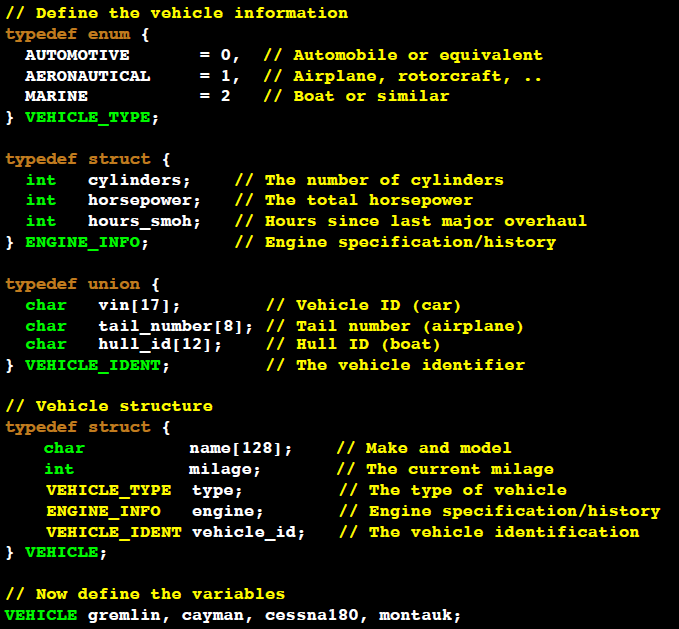 // Define the vehicle information
typedef enum {
  AUTOMOTIVE       = 0,  // Automobile or equivalent
  AERONAUTICAL     = 1,  // Airplane, rotorcraft, ..
  MARINE           = 2   // Boat or similar
} VEHICLE_TYPE;

typedef struct {
  int   cylinders;    // The number of cylinders
  int   horsepower;   // The total horsepower
  int   hours_smoh;   // Hours since last major overhaul
} ENGINE_INFO;        // Engine specification/history

typedef union {
  char   vin[17];        // Vehicle ID (car)
  char   tail_number[8]; // Tail number (airplane)
  char   hull_id[12];    // Hull ID (boat)
} VEHICLE_IDENT;         // The vehicle identifier

// Vehicle structure
typedef struct {
    char          name[128];    // Make and model
    int           milage;       // The current milage
    VEHICLE_TYPE  type;         // The type of vehicle
    ENGINE_INFO   engine;       // Engine specification/history
    VEHICLE_IDENT vehicle_id;   // The vehicle identification
} VEHICLE;

// Now define the variables
VEHICLE gremlin, cayman, cessna180, montauk;